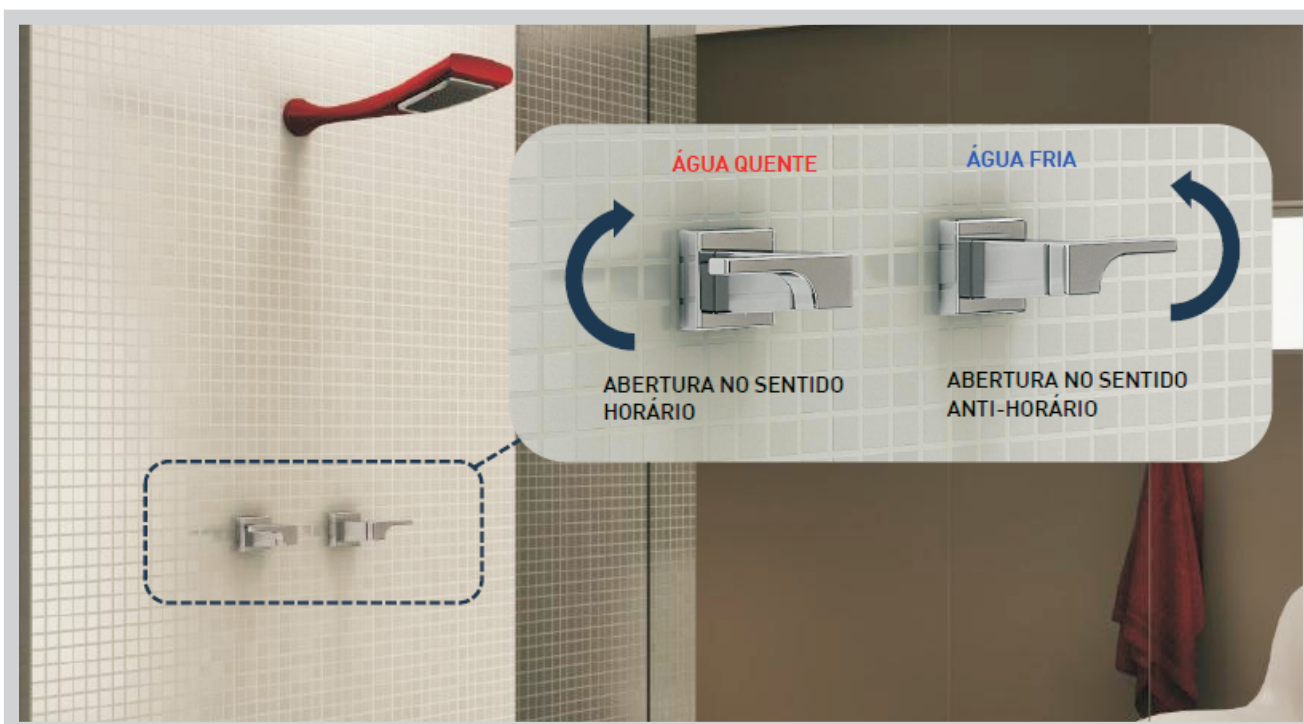 ÁGUA QUENTE
ÁGUA FRIA
ABERTURA NO SENTIDO
HORÁRIO
ABERTURA NO SENTIDO
ANTI-HORÁRIO